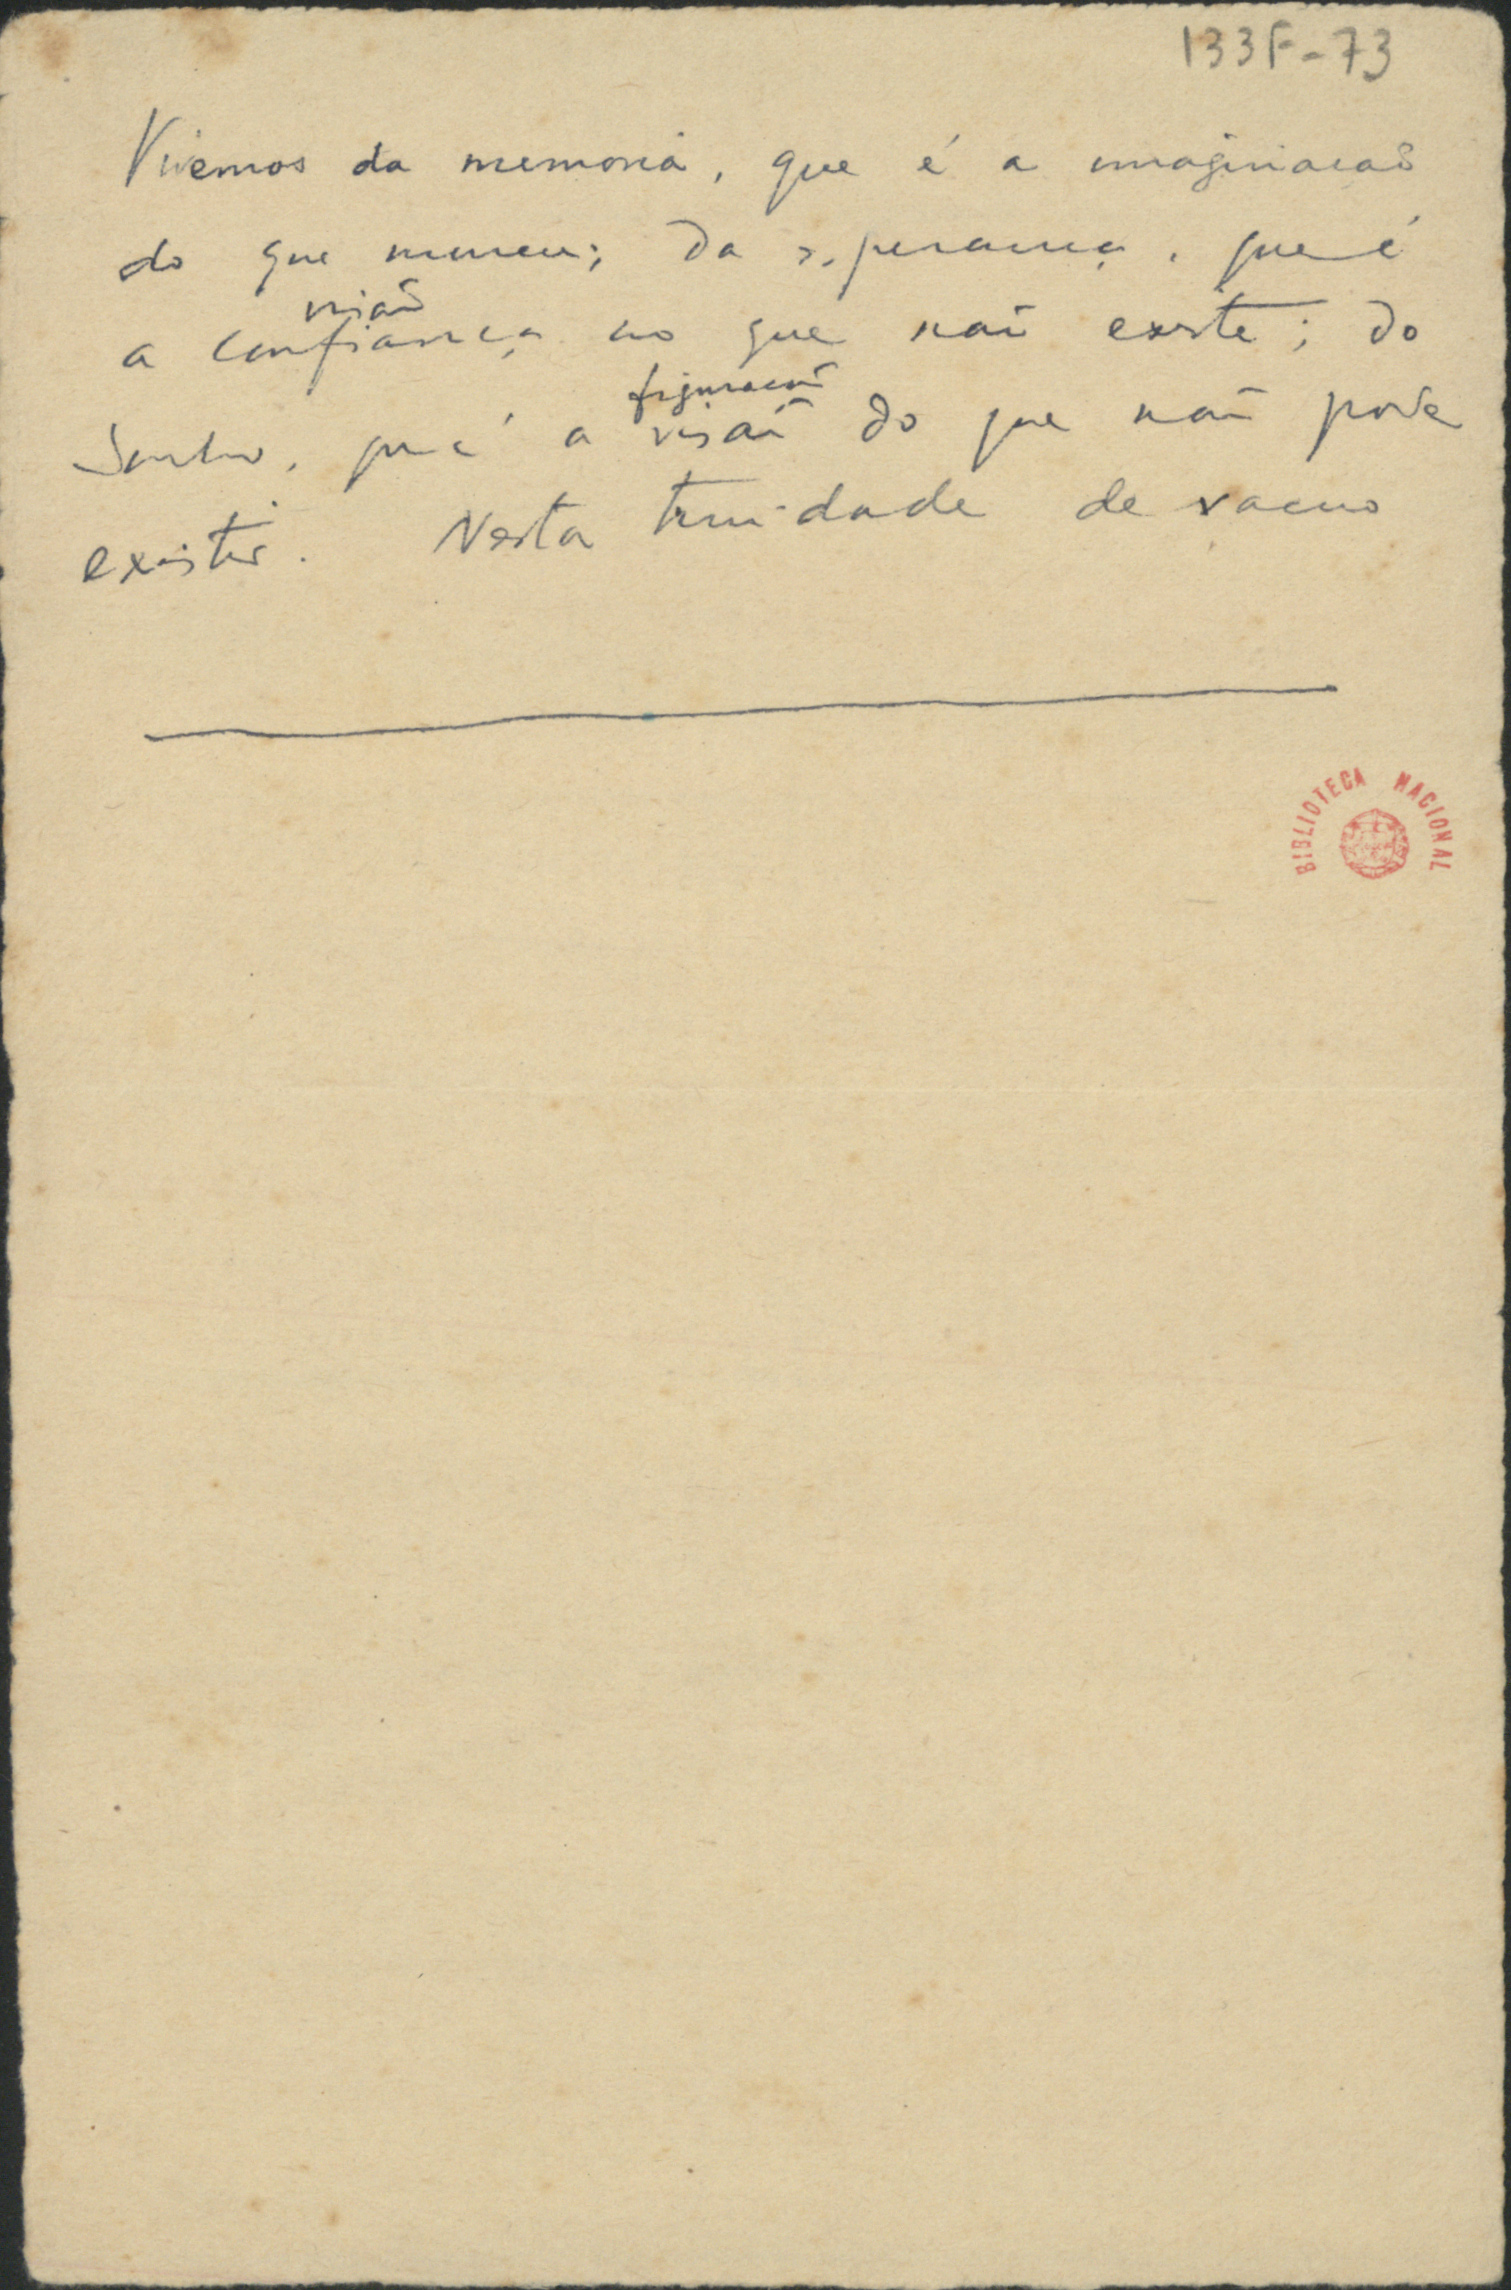 133F-73
Vivemos da memoria, que é a imaginação
do que morreu; da esperança, que é
visão
a confiança no que não existe; do
figuração
sonho, que é a visão do que não pode
existir. Nesta trindade de vacuo
BIBLIOTECA NACIONAL